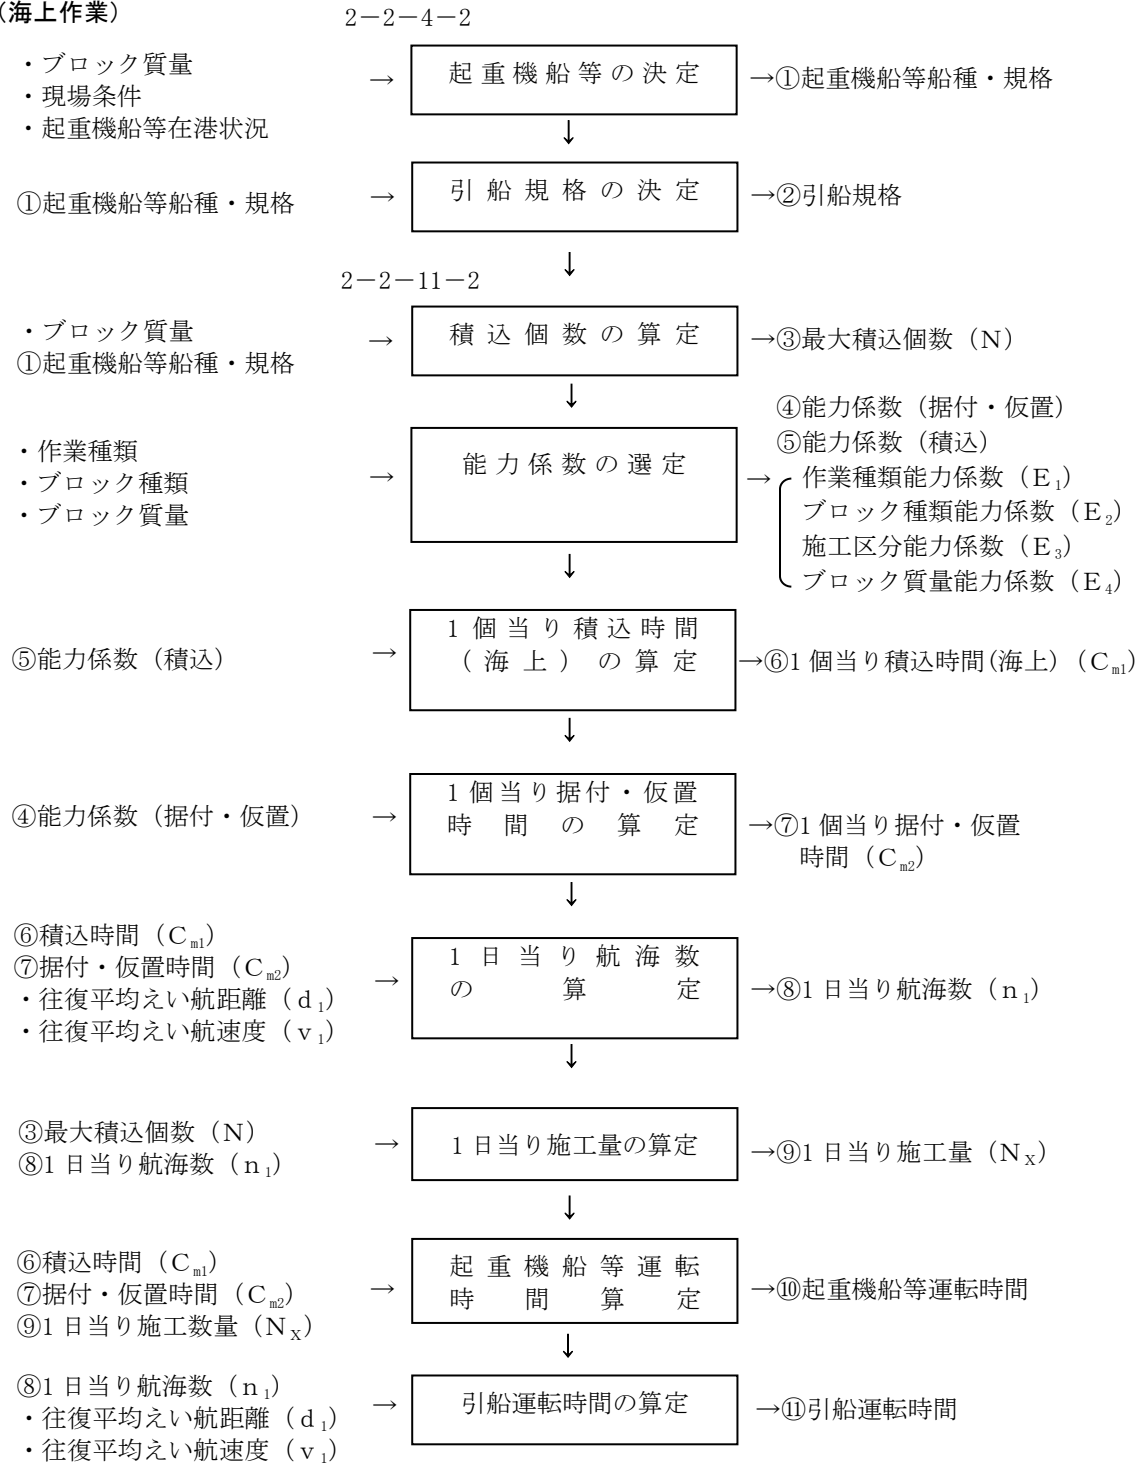 (海上作業)
2－2－4－2
・ブロック質量
・現場条件
・起重機船等在港状況
→
起重機船等の決定
→①起重機船等船種・規格
↓
①起重機船等船種・規格
→
引船規格の決定
→②引船規格
↓
2－2－11－2
・ブロック質量
①起重機船等船種・規格
→
積込個数の算定
→③最大積込個数（N）
↓
・作業種類
・ブロック種類
・ブロック質量
→
能力係数の選定
→
④能力係数（据付・仮置）
⑤能力係数（積込）
作業種類能力係数（E₁）
ブロック種類能力係数（E₂）
施工区分能力係数（E₃）
ブロック質量能力係数（E₄）
↓
⑤能力係数（積込）
→
1個当り積込時間
（海上）の算定
→⑥1個当り積込時間(海上)（Cm1）
↓
④能力係数（据付・仮置）
→
1個当り据付・仮置
時間の算定
→⑦1個当り据付・仮置
時間（Cm2）
↓
⑥積込時間（Cm1）
⑦据付・仮置時間（Cm2）
・往復平均えい航距離（d₁）
・往復平均えい航速度（v₁）
→
1日当り航海数
の算定
→⑧1日当り航海数（n₁）
↓
③最大積込個数（N）
⑧1日当り航海数（n₁）
→
1日当り施工量の算定
→⑨1日当り施工量（NX）
↓
⑥積込時間（Cm1）
⑦据付・仮置時間（Cm2）
⑨1日当り施工数量（NX）
→
起重機船等運転
時間算定
→⑩起重機船等運転時間
↓
⑧1日当り航海数（n₁）
・往復平均えい航距離（d₁）
・往復平均えい航速度（v₁）
→
引船運転時間の算定
→⑪引船運転時間